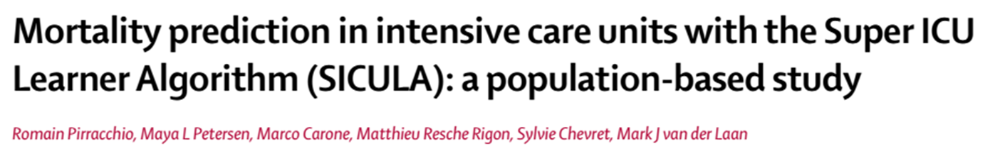 Mortality prediction in intensive care units with the Super ICU
Learner Algorithm (SICULA): a population-based study
Romain Pirracchio, Maya L Petersen, Marco Carone, Matthieu Resche Rigon, Sylvie Chevret, Mark J van der Laan